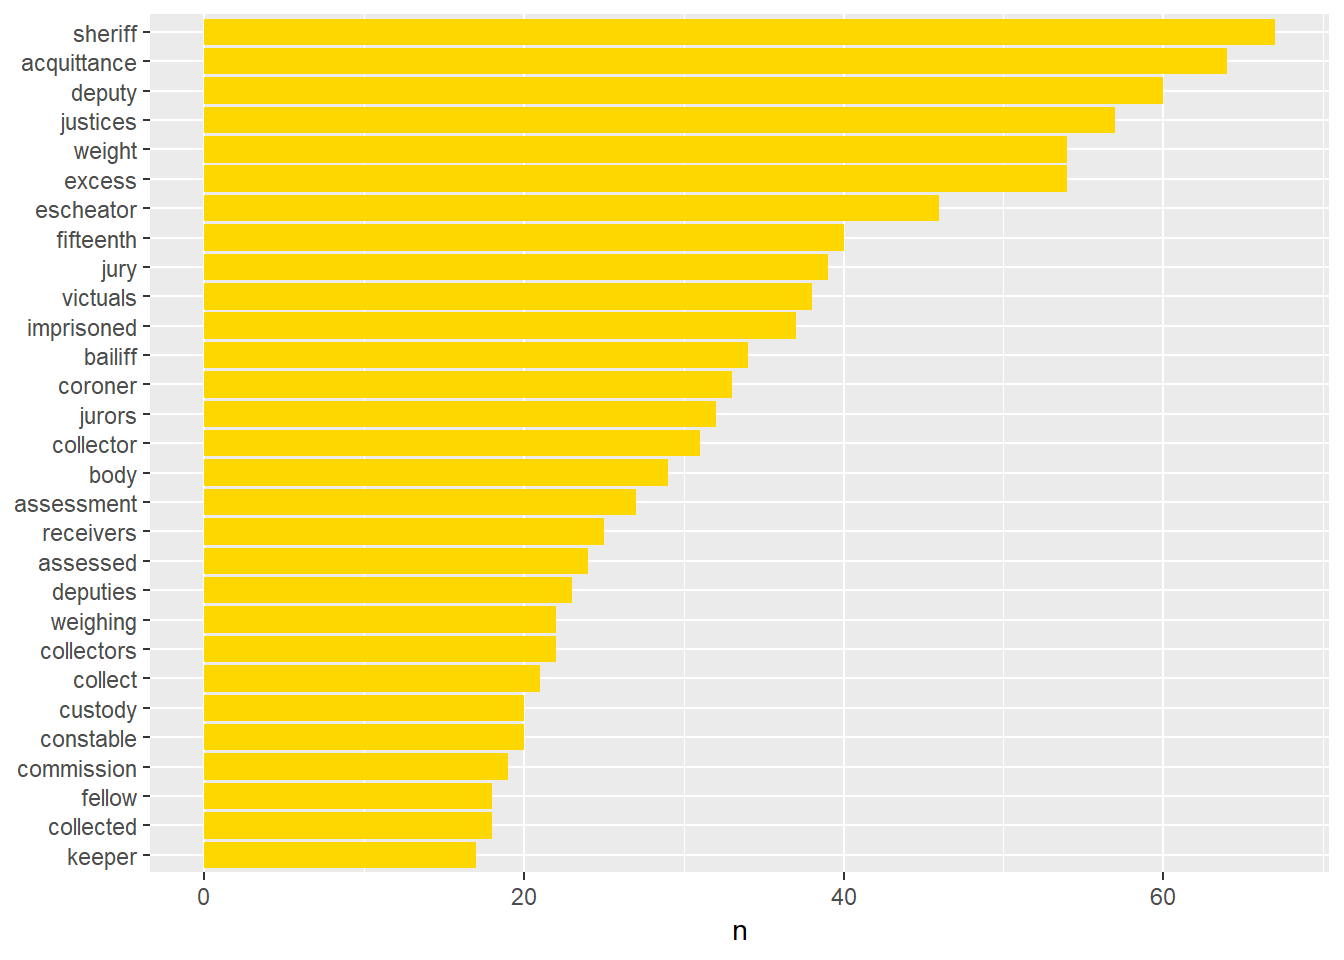 sheriff
acquittance
deputy
justices
weight
excess
escheator
fifteenth
jury
victuals
imprisoned
bailiff
coroner
jurors
collector
body
assessment
receivers
assessed
deputies
weighing
collectors
collect
custody
constable
commission
fellow
collected
keeper
0 20 40 60
n